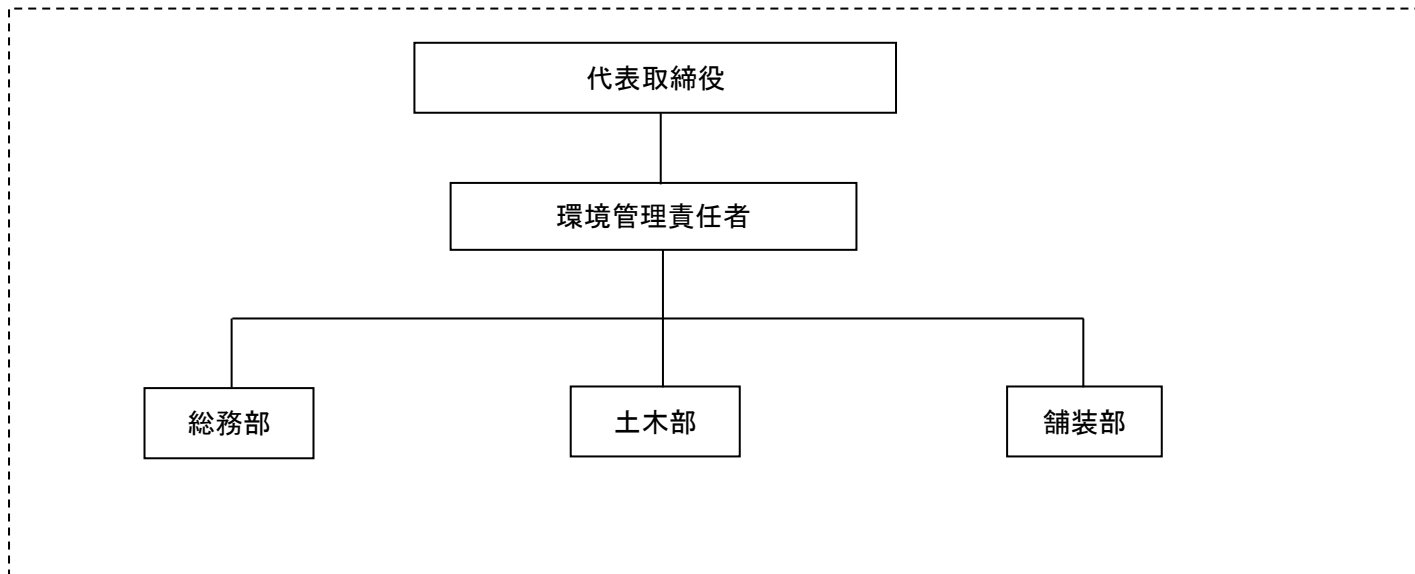 代表取締役
環境管理責任者
総務部
土木部
舗装部